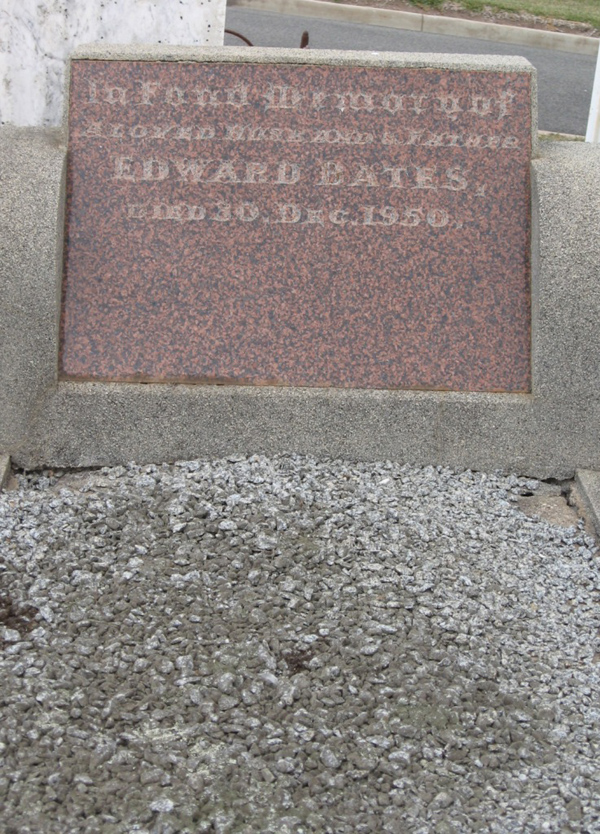 In Fond Memory of
A LOVED HUSBAND & FATHER
EDWARD BATES,
DIED 30. DEC. 1950.